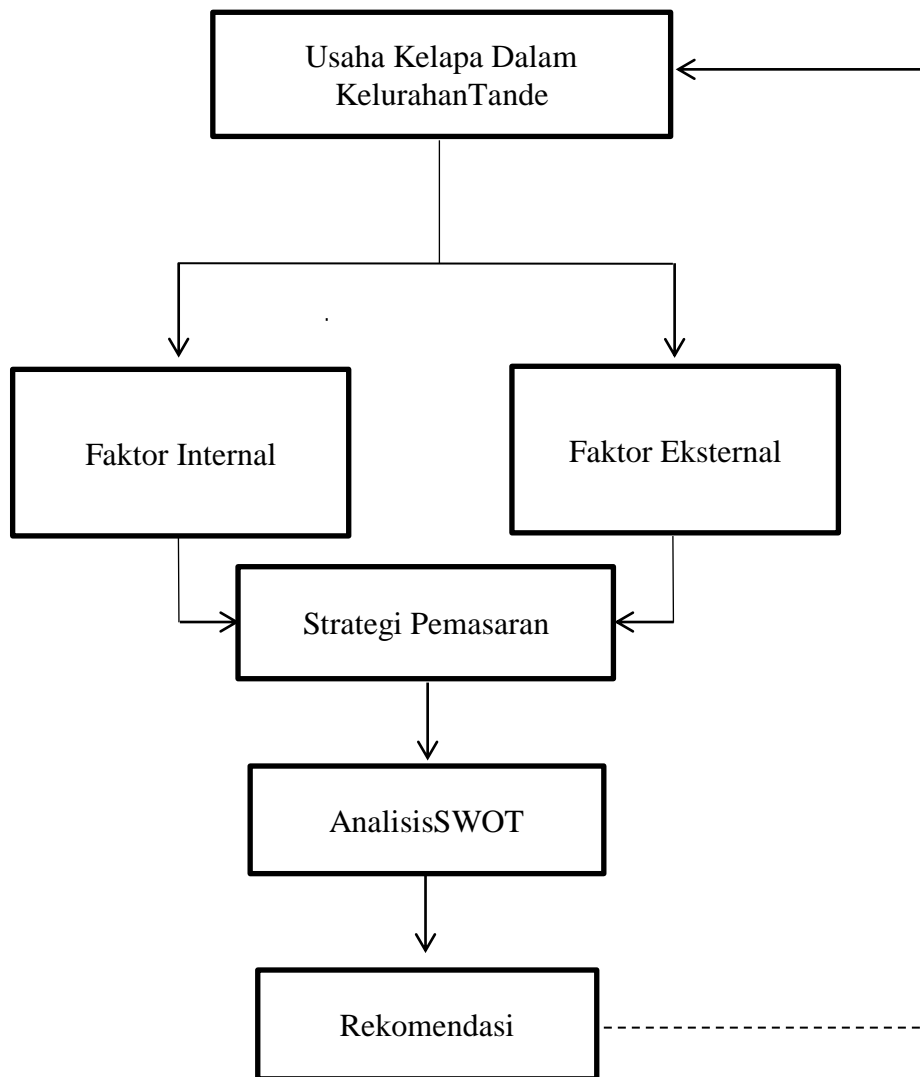 Usaha Kelapa Dalam
KelurahanTande
Faktor Internal
Faktor Eksternal
Strategi Pemasaran
AnalisisSWOT
Rekomendasi